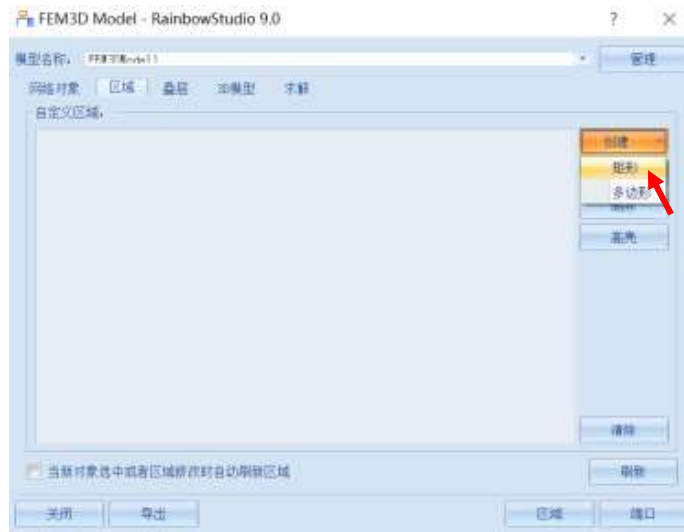 FEM3D Model - RainbowStudio 9.0
模型名称: FEM3DModel1
管理
网络对象 区域 叠层 3D模型 求解
自定义区域:
创建
矩形
多边形
高亮
清除
当新对象选中或者区域修改时自动刷新区域
刷新
关闭 导出 区域 端口